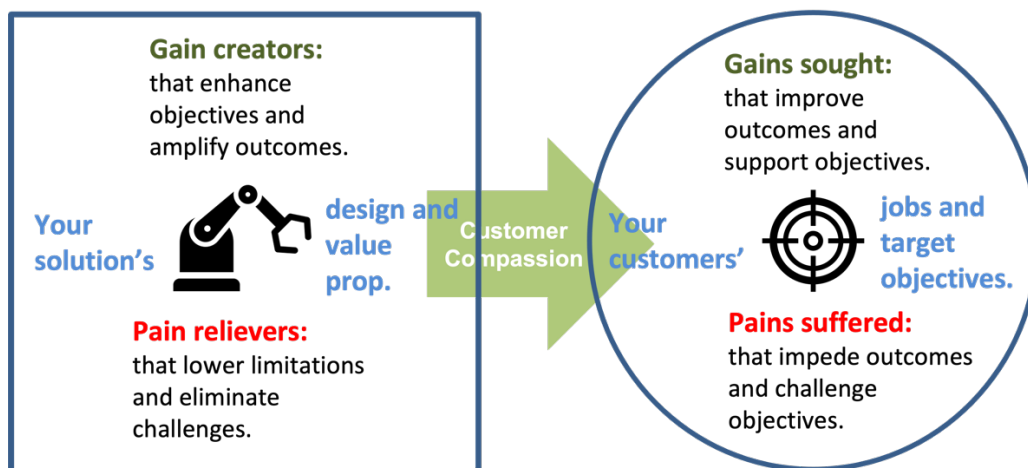 Gain creators:
that enhance
objectives and
amplify outcomes.
Your
solution's
design and
value
prop.
Pain relievers:
that lower limitations
and eliminate
challenges.
Customer
Compassion
Gains sought:
that improve
outcomes and
support objectives.
Your
customers'
jobs and
target
objectives.
Pains suffered:
that impede outcomes
and challenge
objectives.